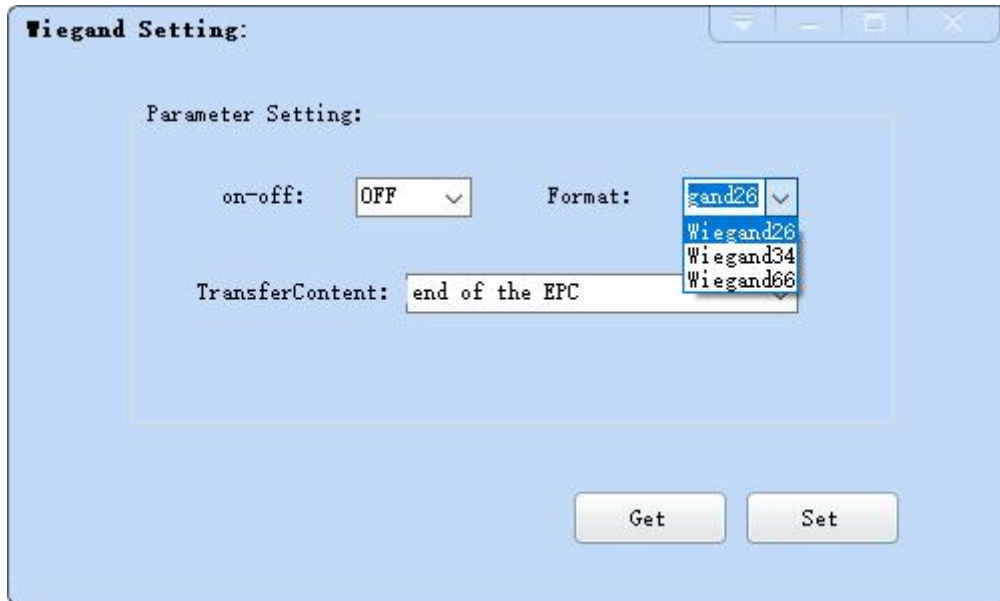 Wiegand Setting:
Parameter Setting:
on-off: OFF Format: gand26
Wiegand26
Wiegand34
Wiegand66
TransferContent: end of the EPC
Get Set